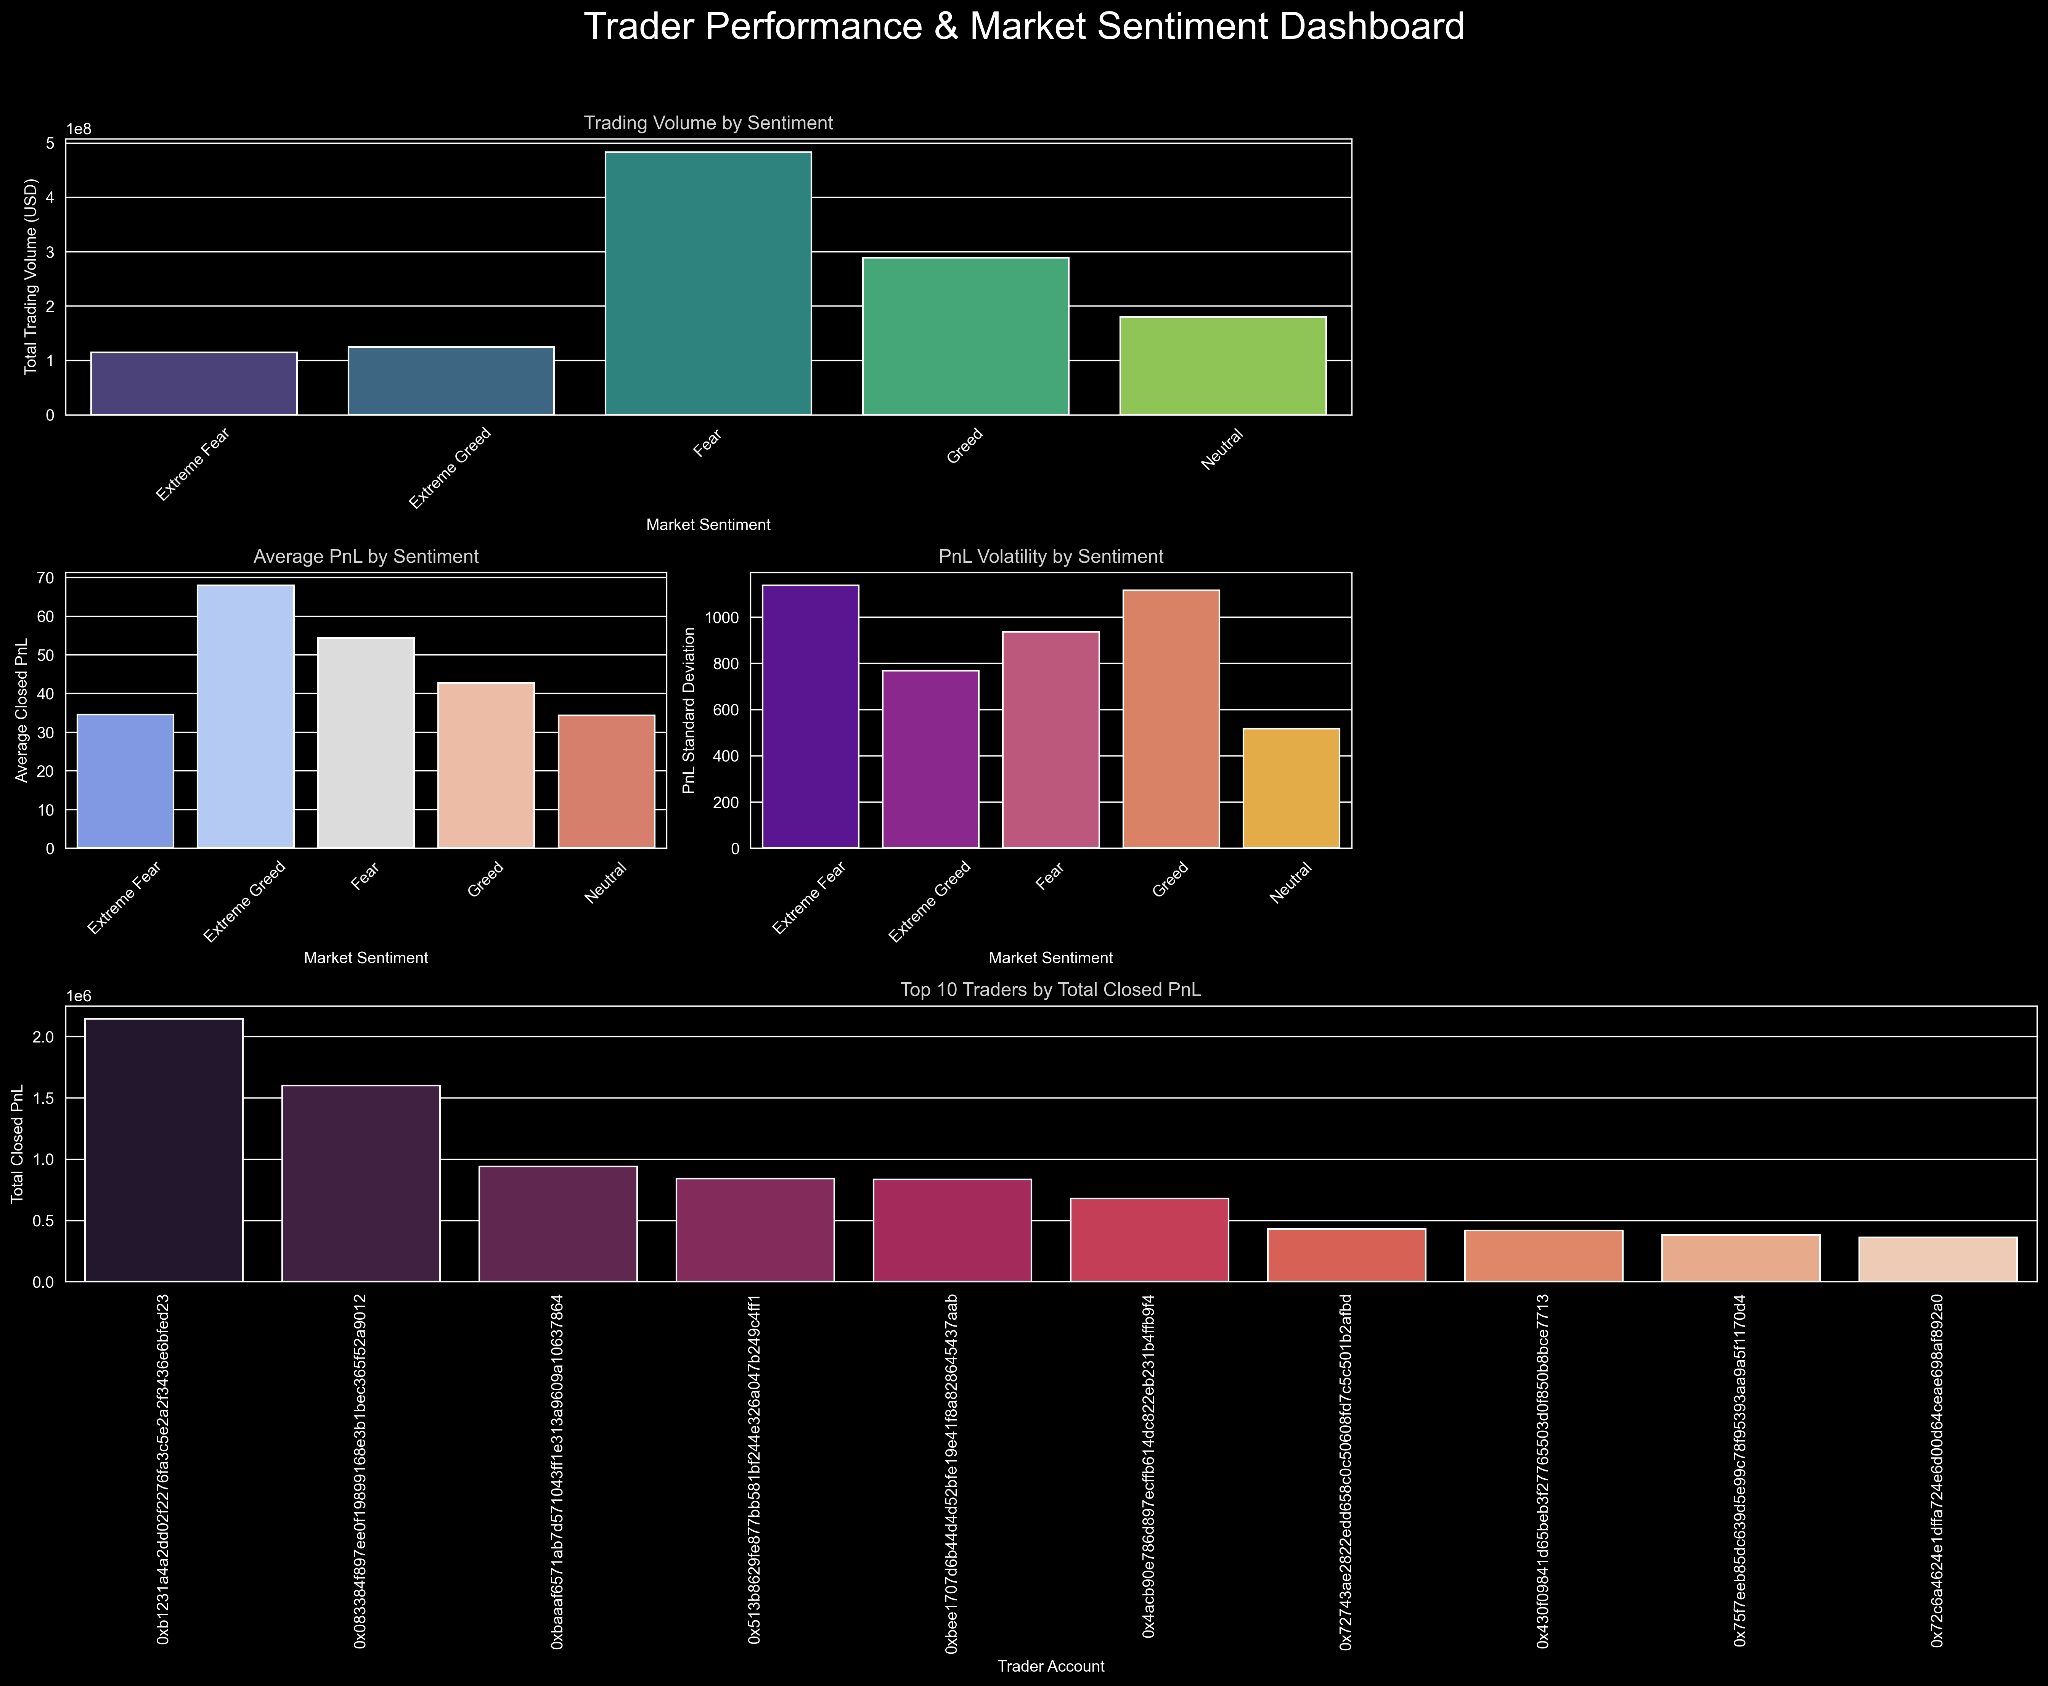 Trader Performance & Market Sentiment Dashboard
Trading Volume by Sentiment
1e8
Total Trading Volume (USD)
5
4
3
2
1
0
Extreme Fear
Extreme Greed
Fear
Greed
Neutral
Market Sentiment
Average PnL by Sentiment
Average Closed PnL
70
60
50
40
30
20
10
0
Extreme Fear
Extreme Greed
Fear
Greed
Neutral
Market Sentiment
PnL Volatility by Sentiment
PnL Standard Deviation
1000
800
600
400
200
0
Extreme Fear
Extreme Greed
Fear
Greed
Neutral
Market Sentiment
Top 10 Traders by Total Closed PnL
1e6
Total Closed PnL
2.0
1.5
1.0
0.5
0.0
0xb1231a4a2dd02f2276fa3c5e2a2f3436e6bfed23
0x083384f897ee0f19899168e3b1bec365f52a9012
0xbaaaf6571ab7d571043ff1e313a9609a10637864
0x513b8629fe877bb581bf244e326a047b249c4ff1
0xbee1707d6b44d4d52bfe19e41f8a828645437aab
0x4acb90e786d897ecffb614dc822eb231b4ffb9f4
0x72743ae2822edd658c0c50608fd7c5c501b2afbd
0x430f09841d65beb3f27765503d0f850b8bce7713
0x75f7eeb85dc639d5e99c78f95393aa9a5f1170d4
0x72c6a4624e1dffa724e6d00d64ceae698af892a0
Trader Account